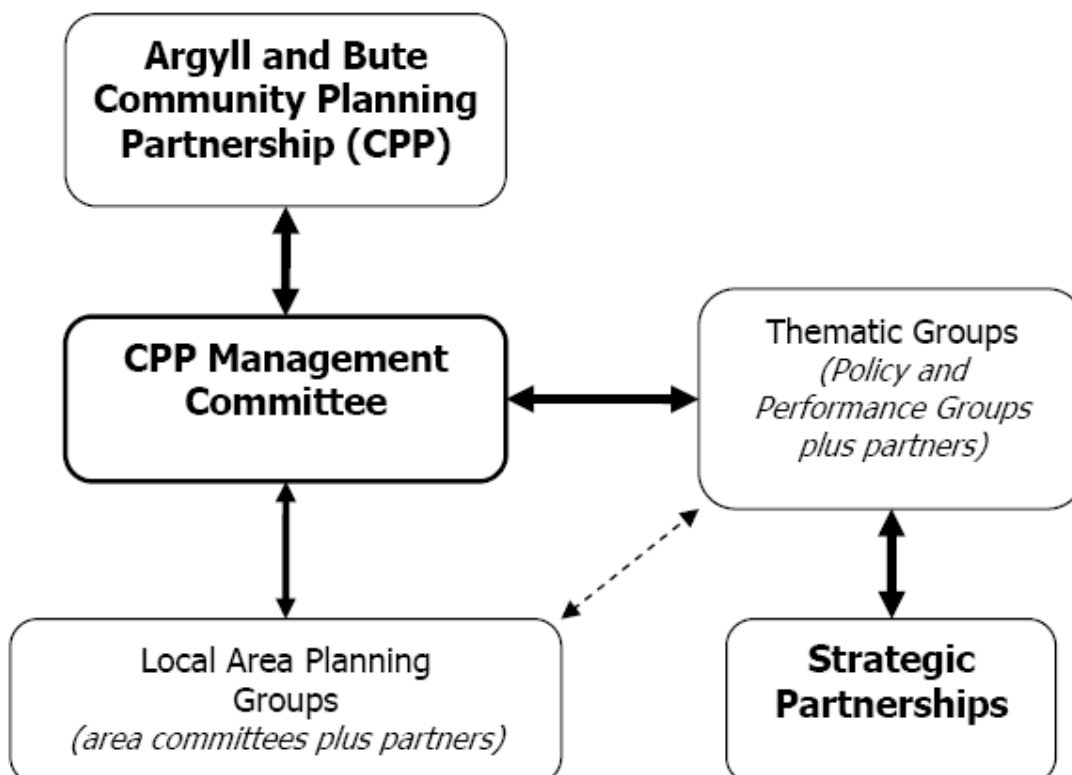 Argyll and Bute
Community Planning
Partnership (CPP)
CPP Management
Committee
Thematic Groups
(Policy and
Performance Groups
plus partners)
Local Area Planning
Groups
(area committees plus partners)
Strategic
Partnerships